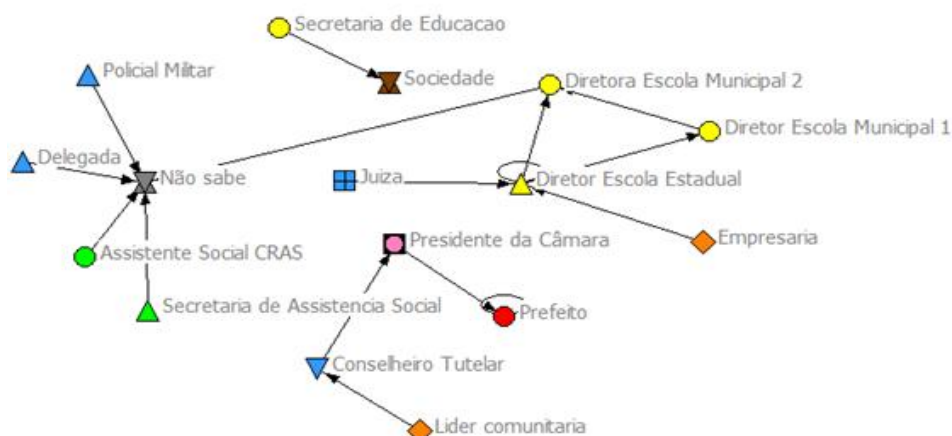 Secretaria de Educacao
Policial Militar
Sociedade
Diretora Escola Municipal 2
Diretor Escola Municipal 1
Delegada
Não sabe
Juiza
Diretor Escola Estadual
Assistente Social CRAS
Presidente da Câmara
Empresaria
Secretaria de Assistencia Social
Prefeito
Conselheiro Tutelar
Lider comunitaria